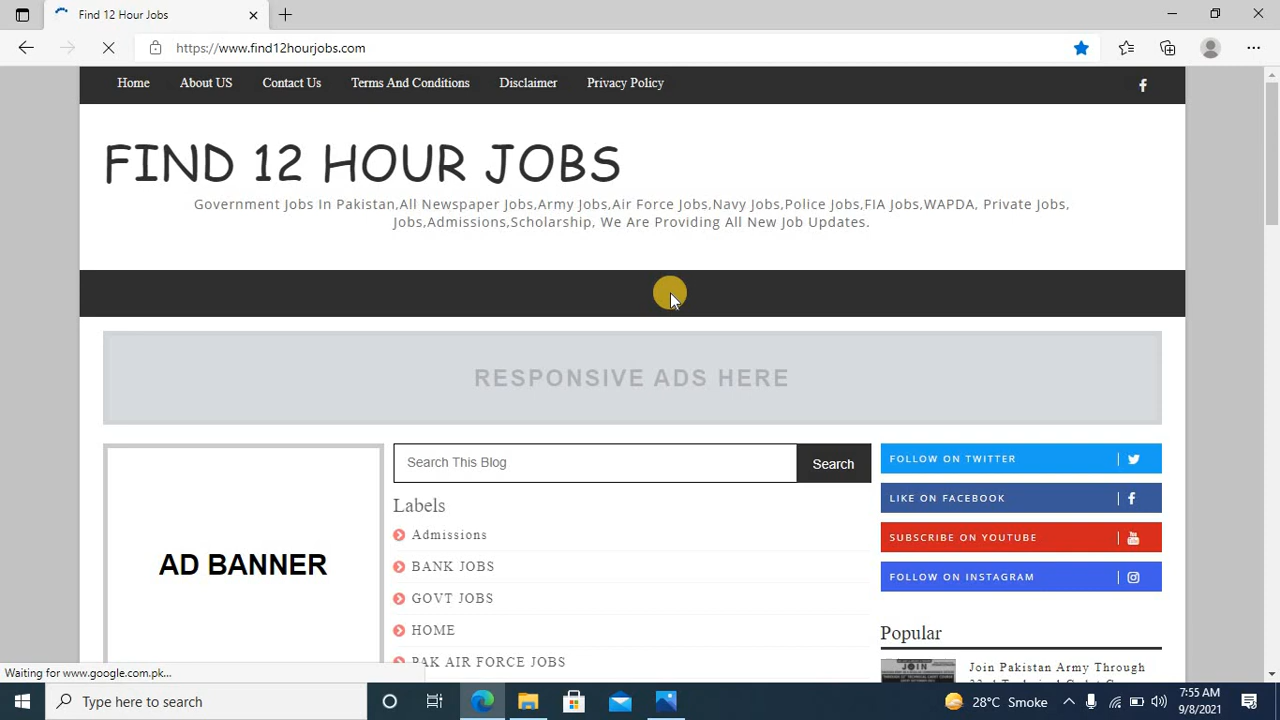 Find 12 Hour Jobs
https://www.find12hourjobs.com
Home About US Contact Us Terms And Conditions Disclaimer Privacy Policy
FIND 12 HOUR JOBS
Government Jobs In Pakistan,All Newspaper Jobs,Army Jobs,Air Force Jobs,Navy Jobs,Police Jobs,FIA Jobs,WAPDA, Private Jobs,
Jobs,Admissions,Scholarship, We Are Providing All New Job Updates.
RESPONSIVE ADS HERE
AD BANNER
Search This Blog Search
Labels
Admissions
BANK JOBS
GOVT JOBS
HOME
PAK AIR FORCE JOBS
FOLLOW ON TWITTER
LIKE ON FACEBOOK
SUBSCRIBE ON YOUTUBE
FOLLOW ON INSTAGRAM
Popular
Join Pakistan Army Through
Waiting for www.google.com.pk...
Type here to search
28°C Smoke
7:55 AM
9/8/2021